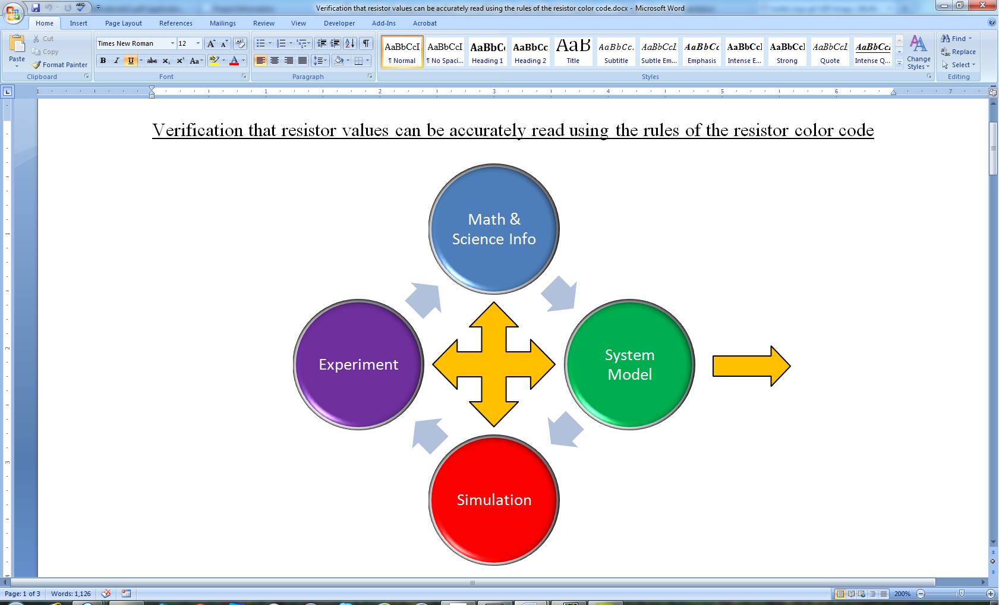 Verification that resistor values can be accurately read using the rules of the resistor color code.docx - Microsoft Word
Home Insert Page Layout References Mailings Review View Developer Add-Ins Acrobat
Paste
Cut
Copy
Format Painter
Clipboard
Times New Roman 12
Font
Paragraph
AaBbCcI AaBbCcI AaBbC AaBbCc AaB AaBbCc. AaBbCcL AaBbCc AaBbCcI AaBbCcI AaBbCcL AaBbCcI
¶ Normal ¶ No Spaci... Heading 1 Heading 2 Title Subtitle Subtle Em... Emphasis Intense E... Strong Quote Intense Q...
Styles
Change
Styles
Find
Replace
Select
Editing
1 1 2 3 4 5 6 7
Verification that resistor values can be accurately read using the rules of the resistor color code
Math &
Science Info
Experiment
System
Model
Simulation
1
2
3
Page: 1 of 3 Words: 1,126 200%